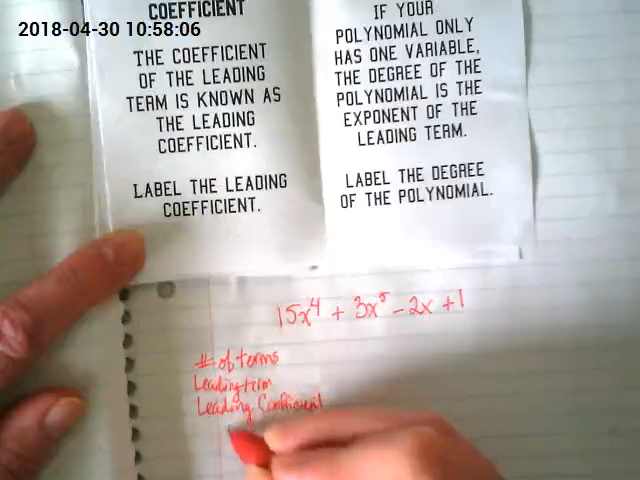 COEFFICIENT
2018-04-30 10:58:06
THE COEFFICIENT
OF THE LEADING
TERM IS KNOWN AS
THE LEADING
COEFFICIENT.
LABEL THE LEADING
COEFFICIENT.
IF YOUR
POLYNOMIAL ONLY
HAS ONE VARIABLE,
THE DEGREE OF THE
POLYNOMIAL IS THE
EXPONENT OF THE
LEADING TERM.
LABEL THE DEGREE
OF THE POLYNOMIAL.
15x⁴ + 3x⁵ - 2x + 1
# of terms
Leading term
Leading Coefficient